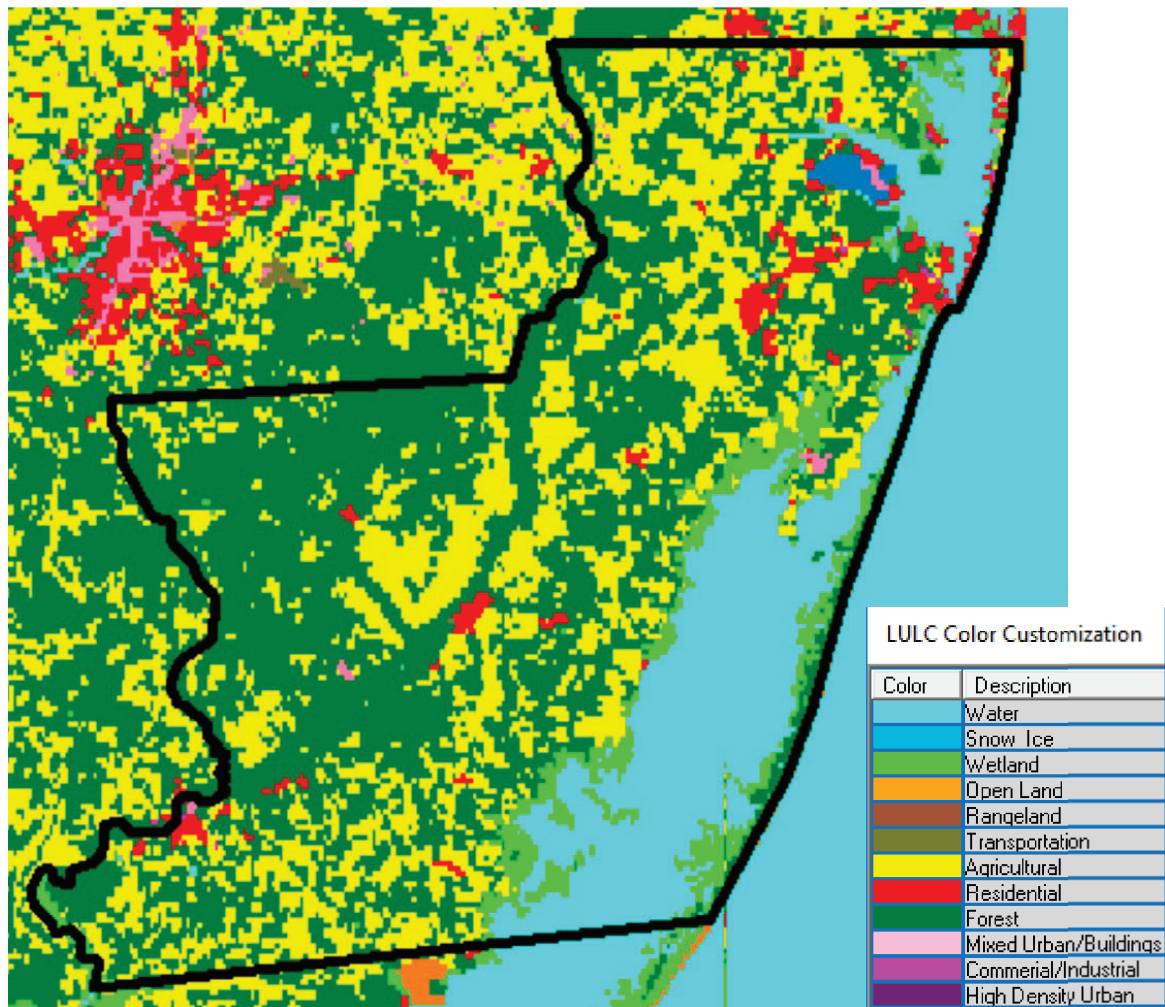 LULC Color Customization
Color Description
Water
Snow Ice
Wetland
Open Land
Rangeland
Transportation
Agricultural
Residential
Forest
Mixed Urban/Buildings
Commerial/Industrial
High Density Urban